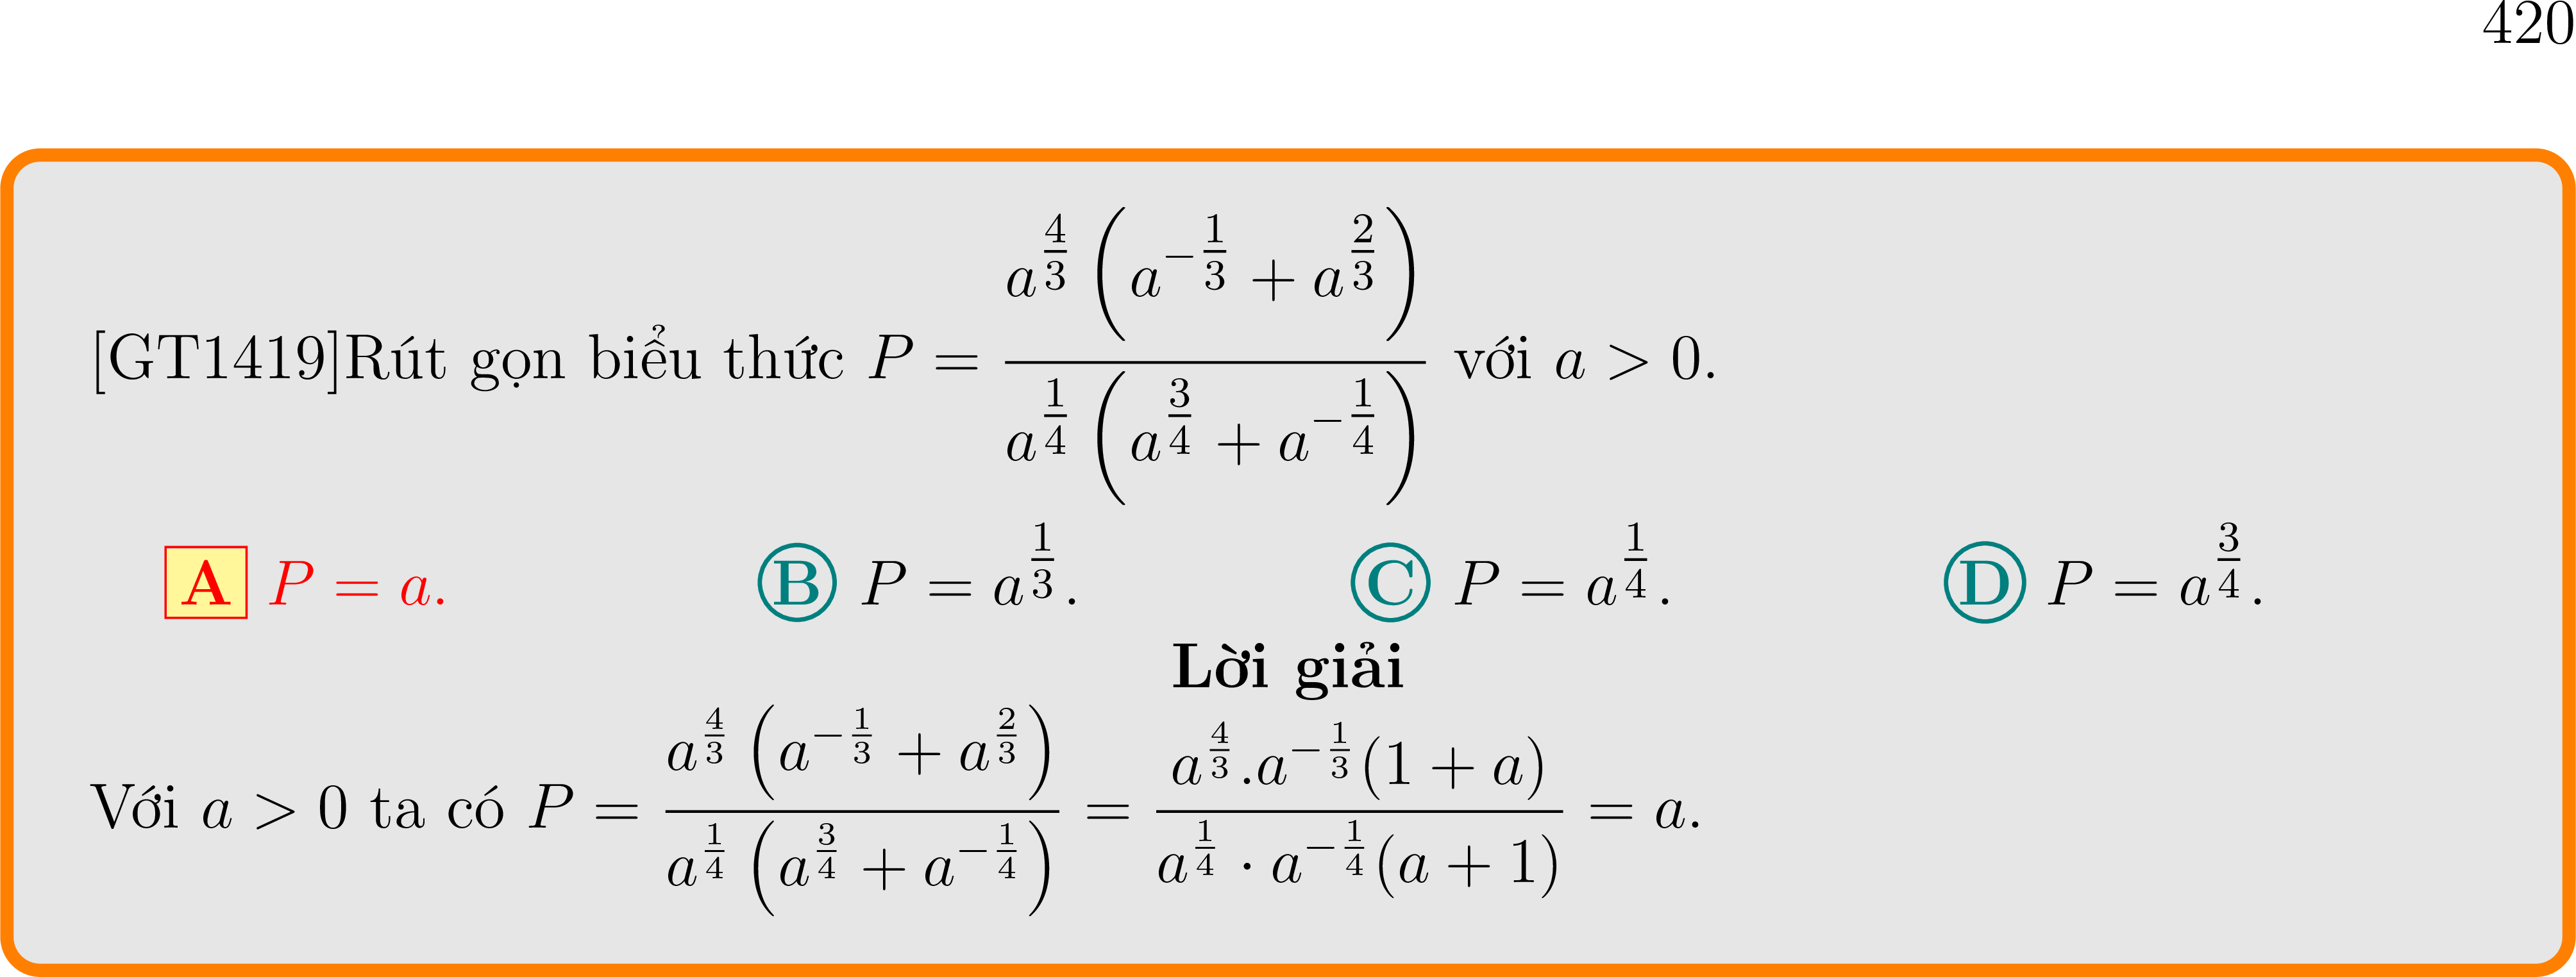 420
[GT1419]Rút gọn biểu thức $P = \dfrac{a^{\frac{4}{3}}\left(a^{-\frac{1}{3}} + a^{\frac{2}{3}}\right)}{a^{\frac{1}{4}}\left(a^{\frac{3}{4}} + a^{-\frac{1}{4}}\right)}$ với $a > 0$.
A $P = a$. B $P = a^{\frac{1}{3}}$. C $P = a^{\frac{1}{4}}$. D $P = a^{\frac{3}{4}}$.
Lời giải
Với $a > 0$ ta có $P = \dfrac{a^{\frac{4}{3}}\left(a^{-\frac{1}{3}} + a^{\frac{2}{3}}\right)}{a^{\frac{1}{4}}\left(a^{\frac{3}{4}} + a^{-\frac{1}{4}}\right)} = \dfrac{a^{\frac{4}{3}}.a^{-\frac{1}{3}}(1 + a)}{a^{\frac{1}{4}} \cdot a^{-\frac{1}{4}}(a + 1)} = a$.